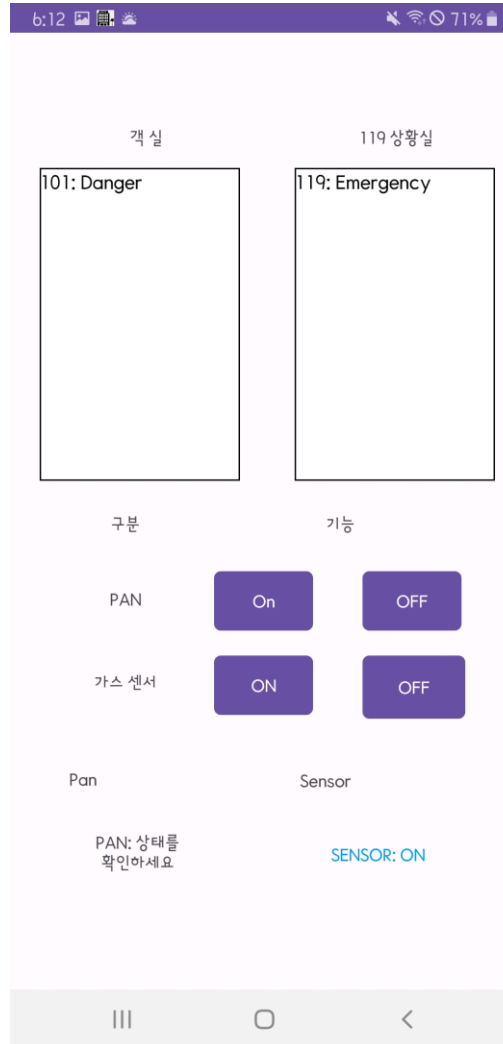 6:12 71%
객 실 119 상황실
101: Danger 119: Emergency
구분 기능
PAN On OFF
가스 센서 ON OFF
Pan Sensor
PAN: 상태를
확인하세요
SENSOR: ON